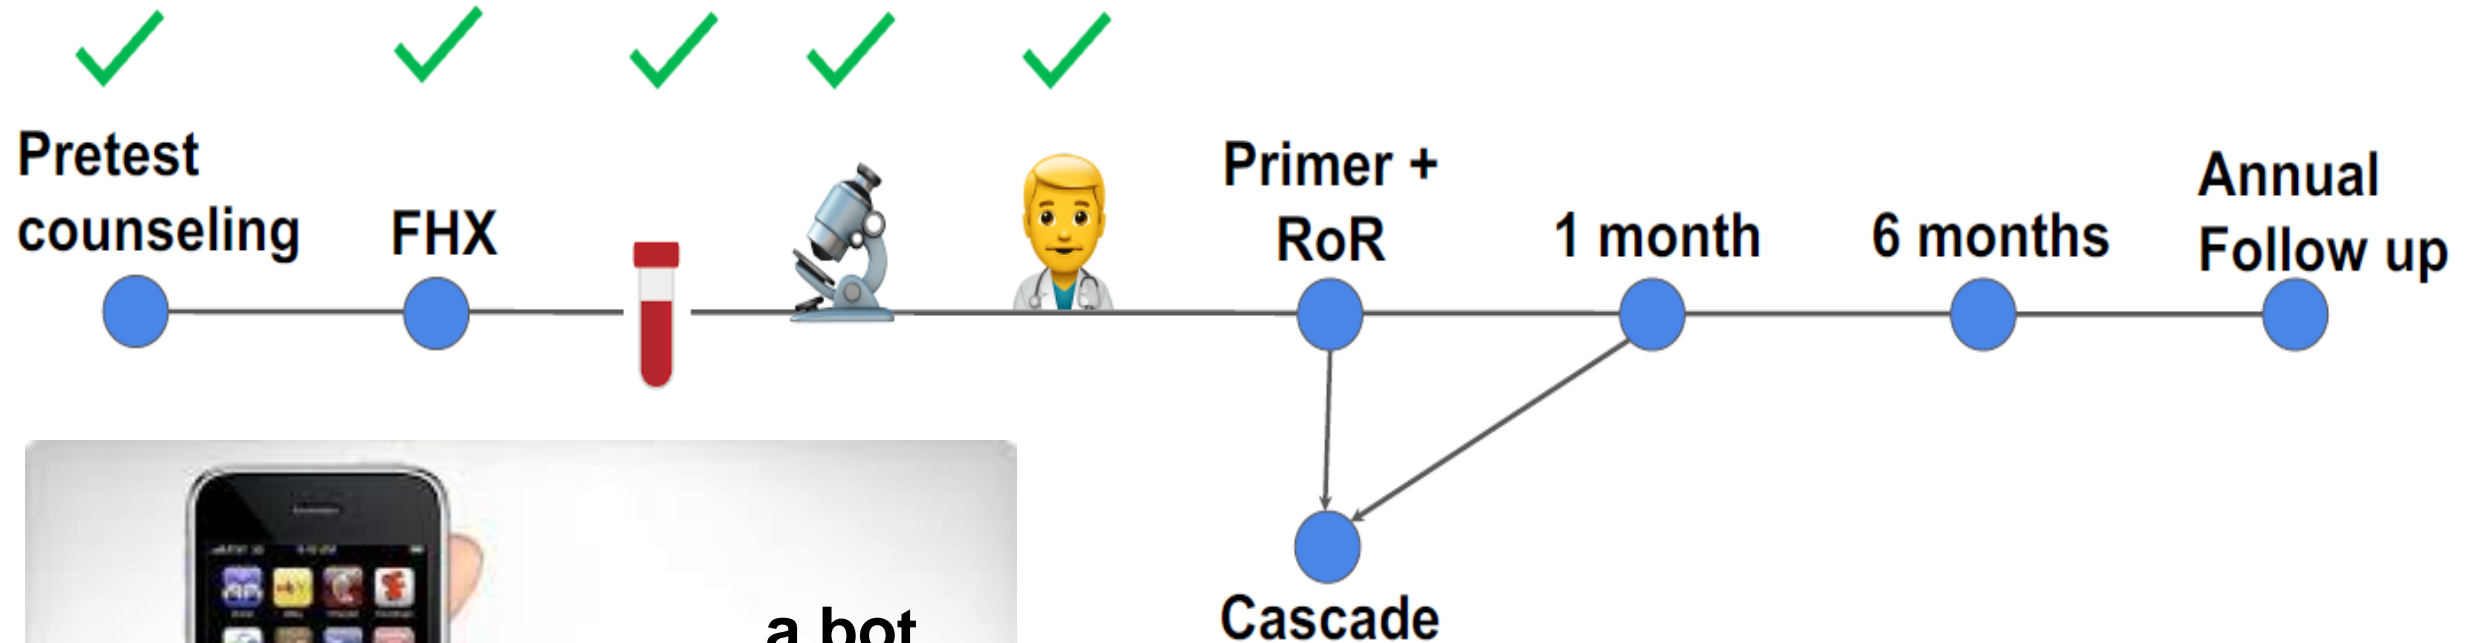 Pretest
counseling
FHX
Primer +
RoR
1 month
6 months
Annual
Follow up
Cascade
a bot